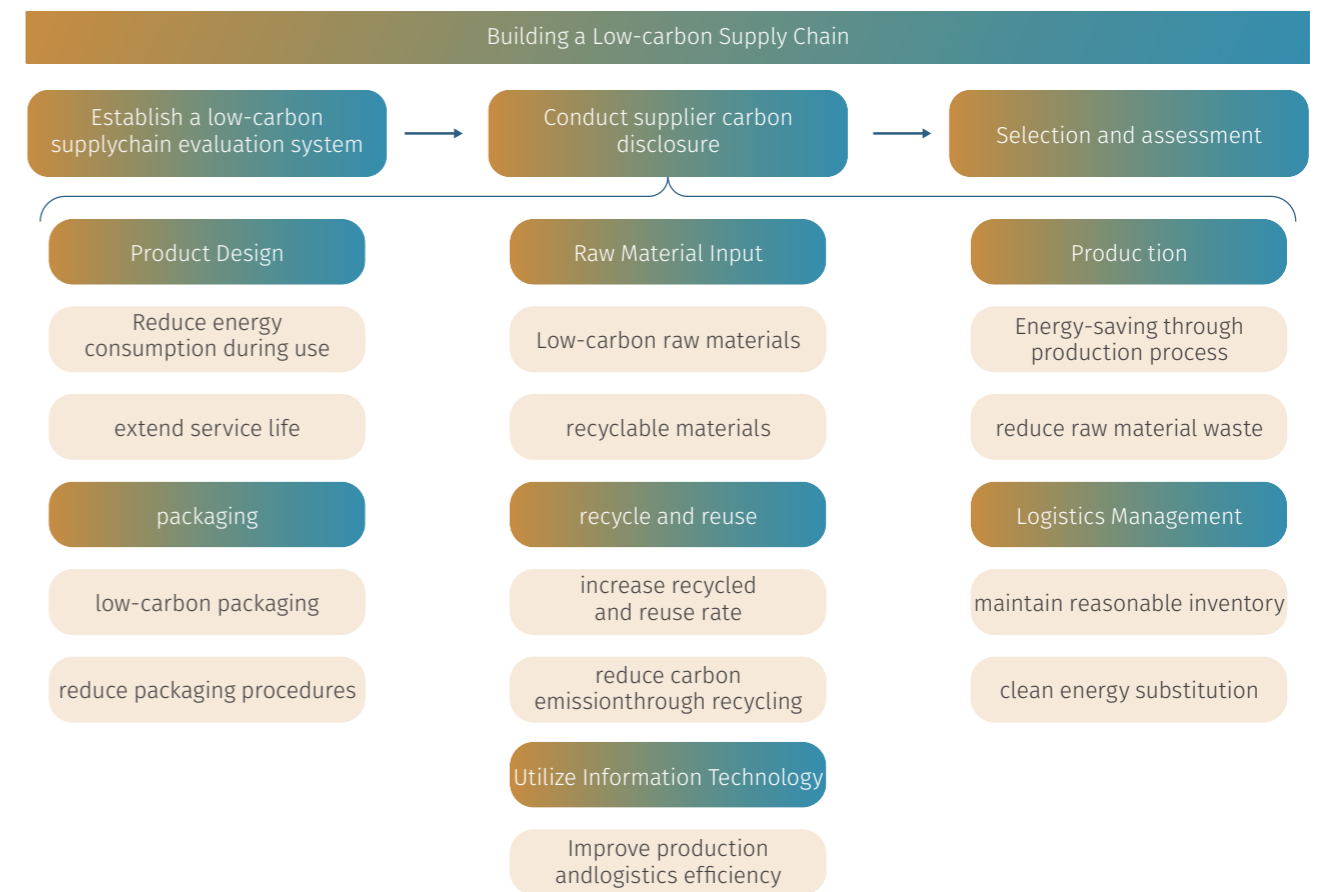 Building a Low-carbon Supply Chain
Establish a low-carbon
supplychain evaluation system
Conduct supplier carbon
disclosure
Selection and assessment
Product Design
Raw Material Input
Produc tion
Reduce energy
consumption during use
Low-carbon raw materials
Energy-saving through
production process
extend service life
recyclable materials
reduce raw material waste
packaging
recycle and reuse
Logistics Management
low-carbon packaging
increase recycled
and reuse rate
maintain reasonable inventory
reduce packaging procedures
reduce carbon
emissionthrough recycling
clean energy substitution
Utilize Information Technology
Improve production
andlogistics efficiency